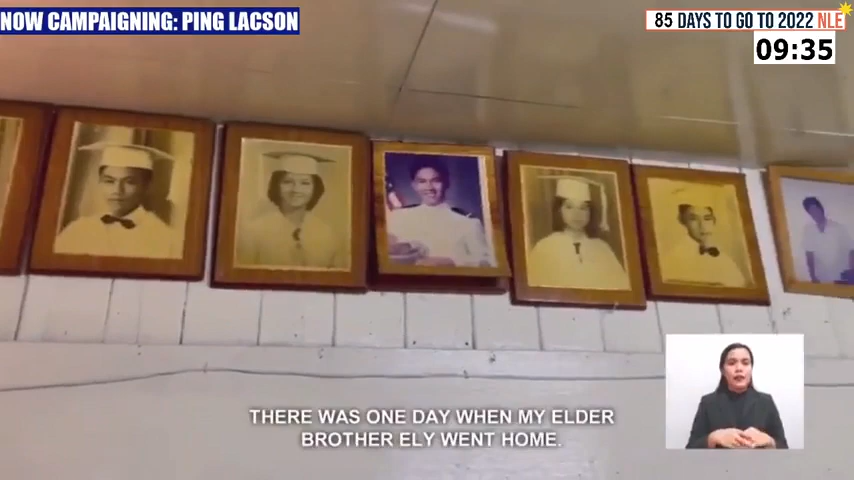 NOW CAMPAIGNING: PING LACSON
85 DAYS TO GO TO 2022 NLE
09:35
THERE WAS ONE DAY WHEN MY ELDER
BROTHER ELY WENT HOME.